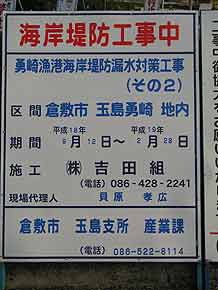 海岸堤防工事中
勇崎漁港海岸堤防漏水対策工事
(その2)
区間 倉敷市 玉島勇崎 地内
期間 平成18年 9月12日〜 平成19年 2月28日
施工 ㈱吉田組
(電話) 086-428-2241
現場代理人 貝原 孝広
倉敷市 玉島支所 産業課
(電話) 086-522-8114